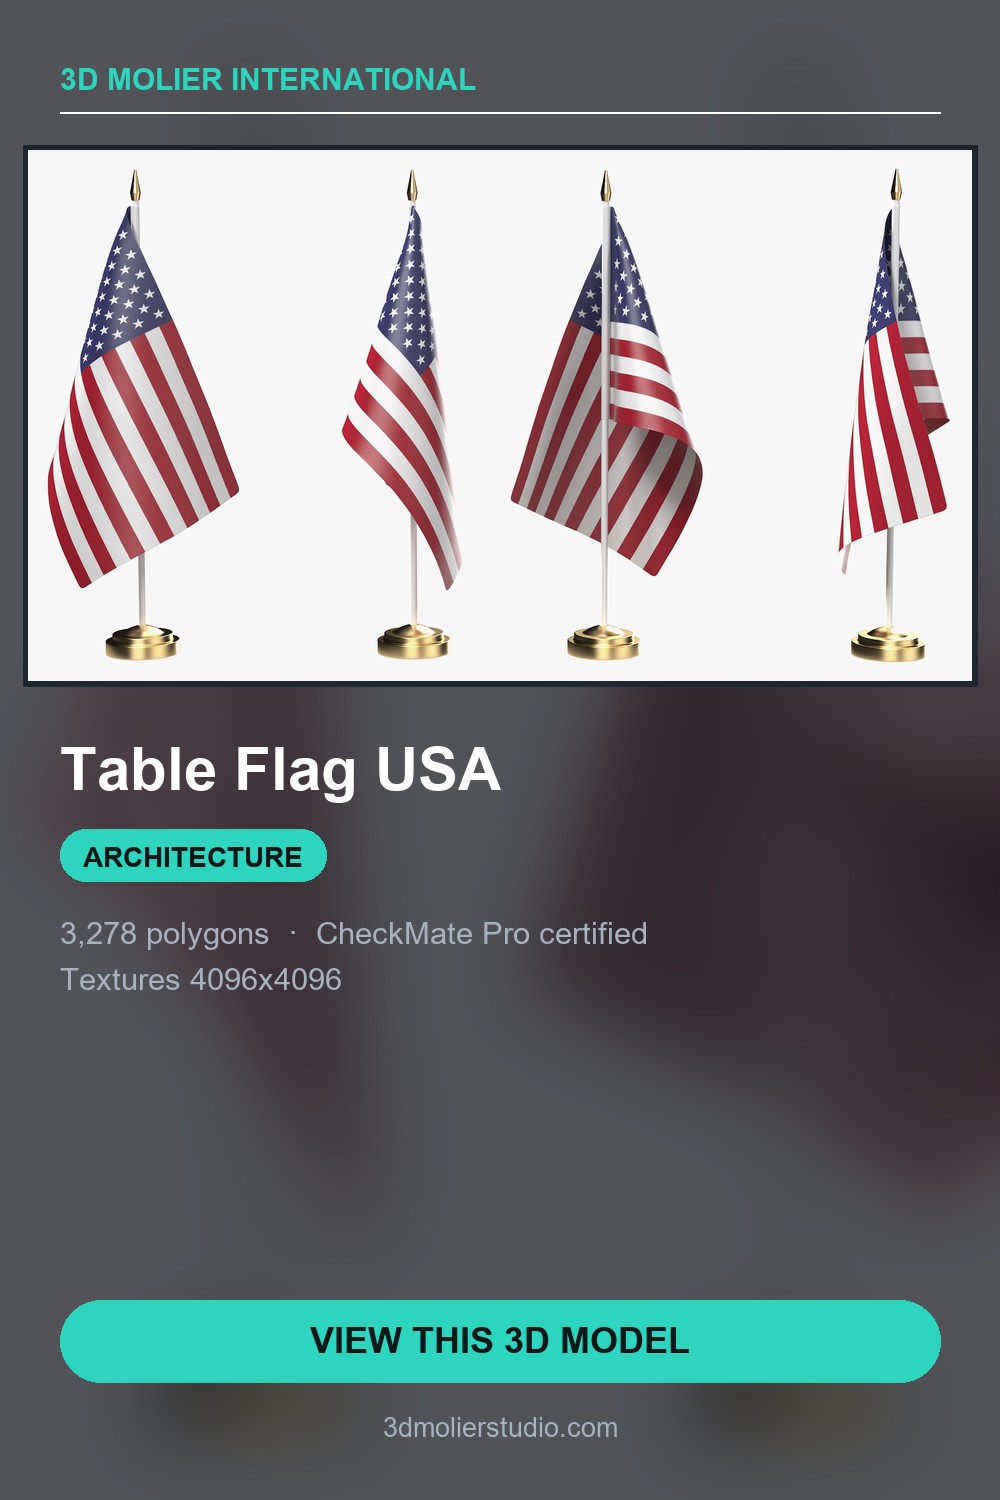 3D MOLIER INTERNATIONAL
Table Flag USA
ARCHITECTURE
3,278 polygons · CheckMate Pro certified
Textures 4096x4096
VIEW THIS 3D MODEL
3dmolierstudio.com